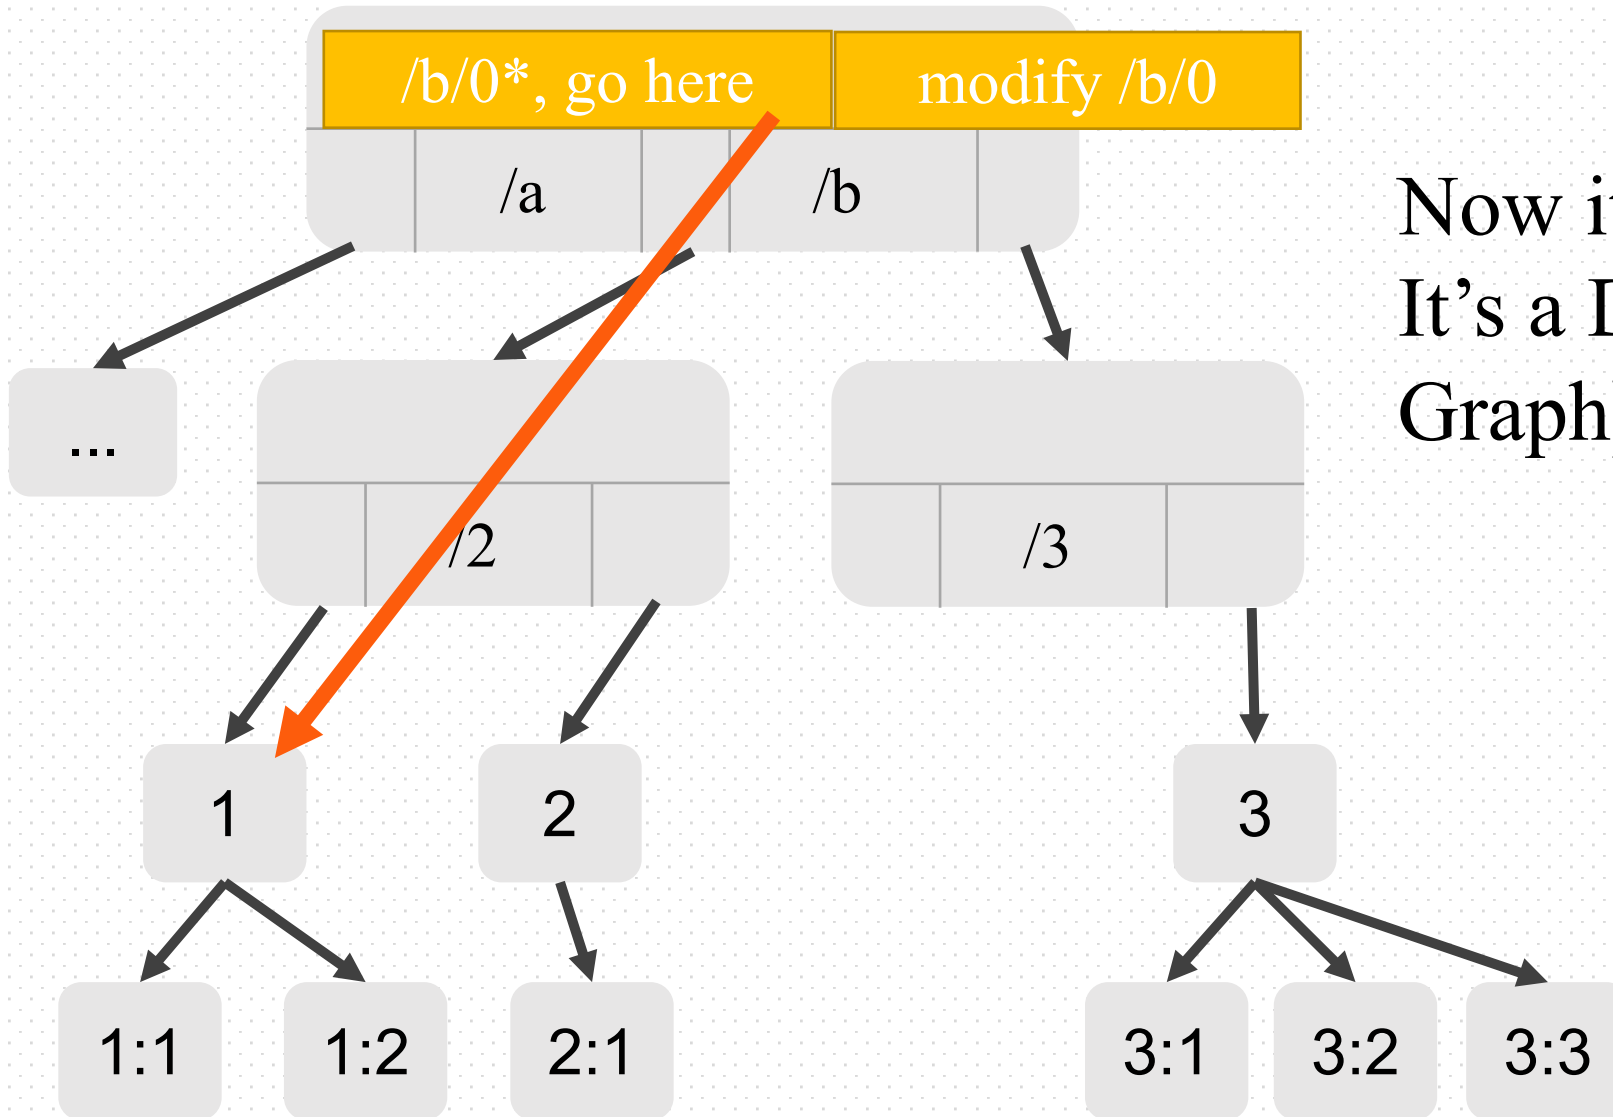 /b/0*, go here
modify /b/0
/a
/b
Now
It's a
Graph
...
/2
/3
1
2
3
1:1
1:2
2:1
3:1
3:2
3:3